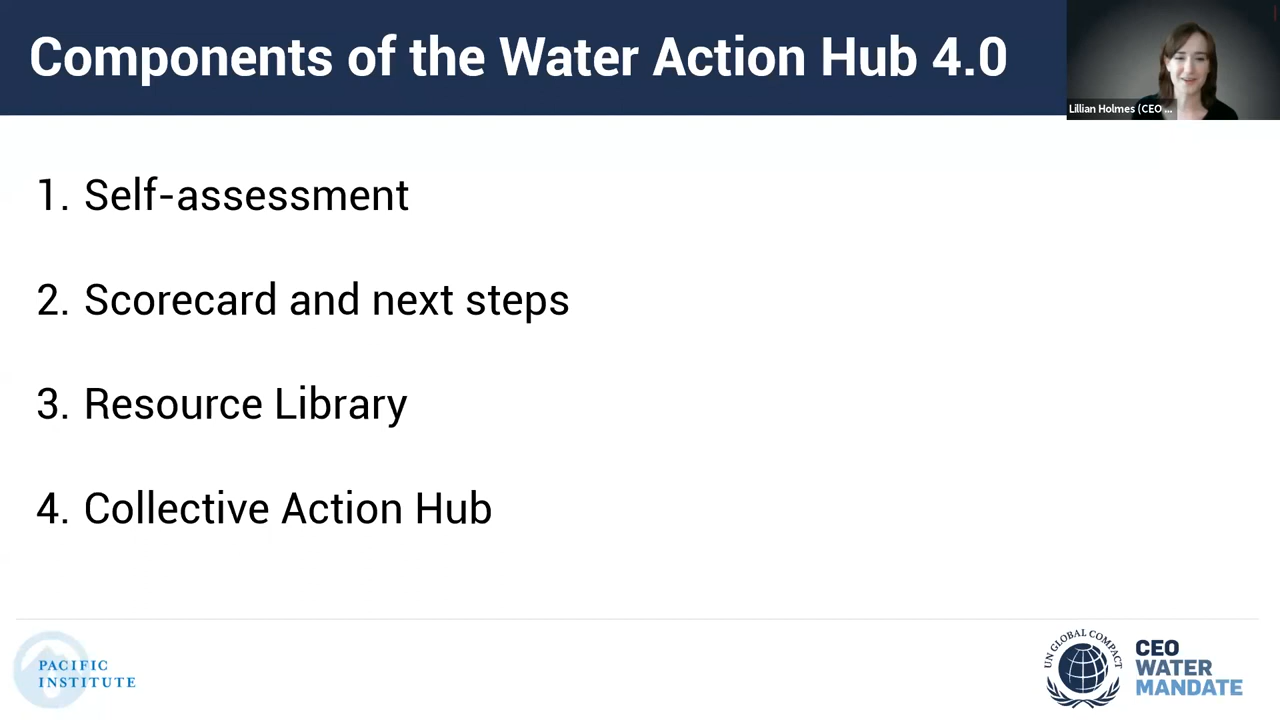 Components of the Water Action Hub 4.0
Lillian Holmes (CEO ...
1. Self-assessment
2. Scorecard and next steps
3. Resource Library
4. Collective Action Hub
PACIFIC
INSTITUTE
UN GLOBAL COMPACT
CEO
WATER
MANDATE